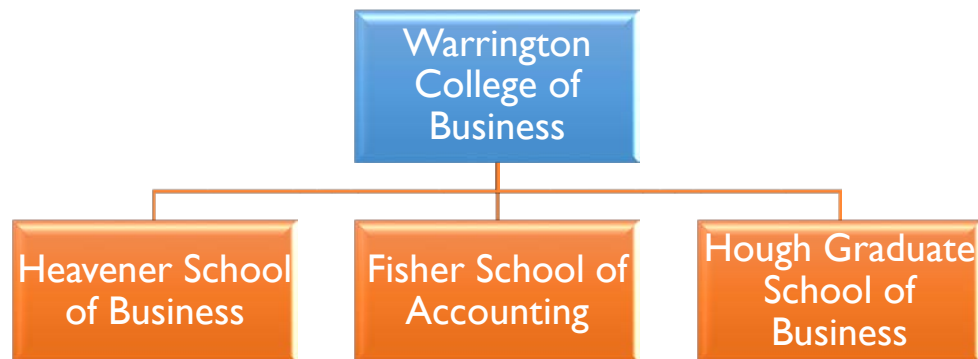 Warrington
College of
Business
Heavener School
of Business
Fisher School of
Accounting
Hough Graduate
School of
Business